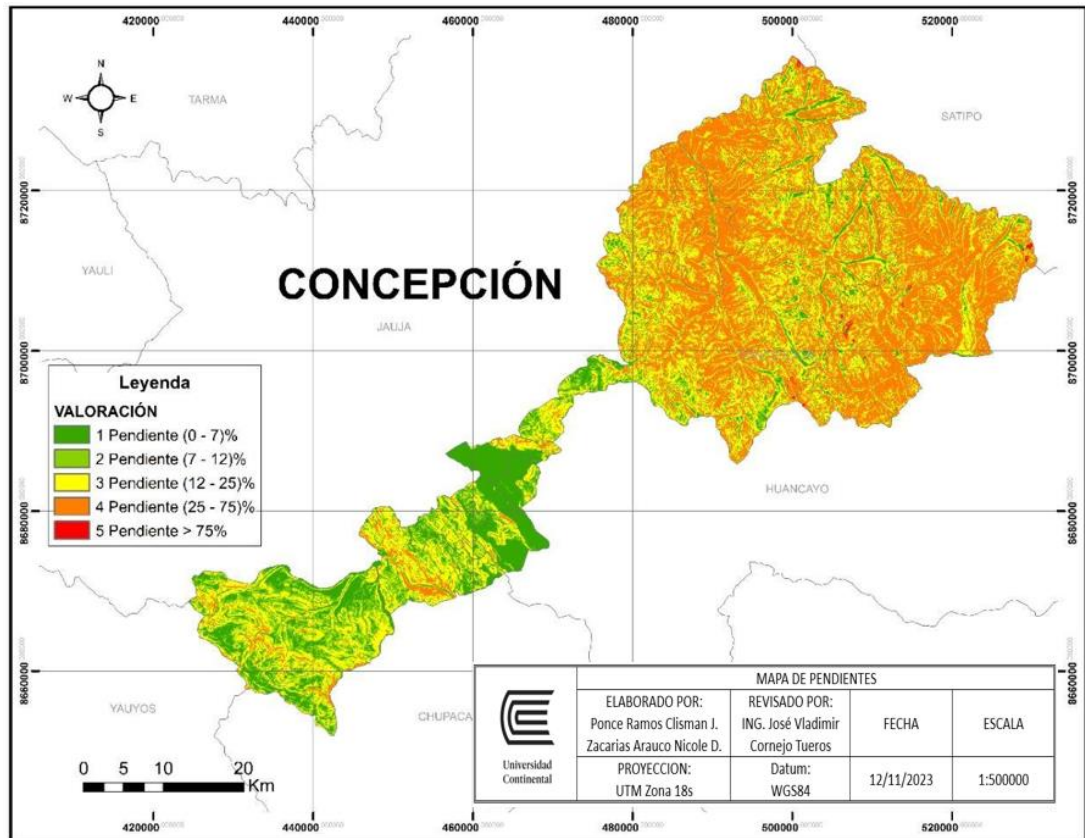 420000
440000
460000
480000
500000
520000
N
W E
S
TARMA
SATIPO
8720000
8720000
YAULI
CONCEPCIÓN
JAUJA
8700000
8700000
Leyenda
VALORACIÓN
1 Pendiente (0 - 7)%
2 Pendiente (7 - 12)%
3 Pendiente (12 - 25)%
4 Pendiente (25 - 75)%
5 Pendiente > 75%
HUANCAYO
8680000
8680000
8660000
8660000
YAUYOS
CHUPACA
0 5 10 20
Km
MAPA DE PENDIENTES
Universidad
Continental
ELABORADO POR:
Ponce Ramos Clisman J.
Zacarias Arauco Nicole D.
REVISADO POR:
ING. José Vladimir
Cornejo Tueros
FECHA
ESCALA
PROYECCION:
UTM Zona 18s
Datum:
WGS84
12/11/2023
1:500000
420000
440000
460000
480000
500000
520000